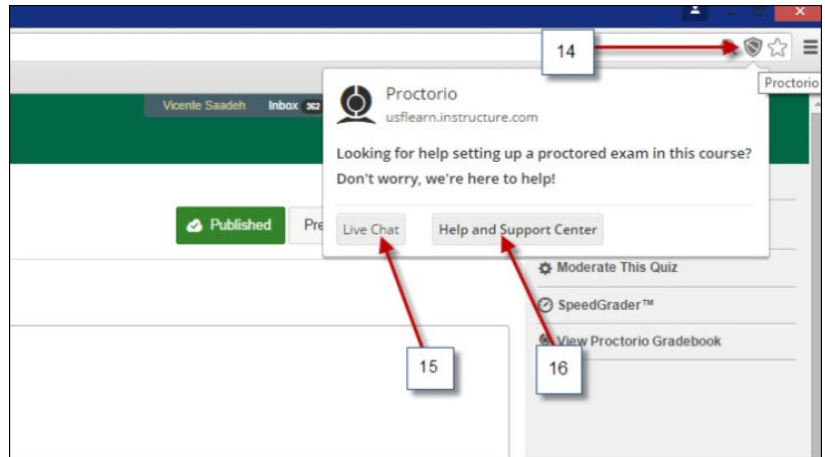 14
Proctorio
Vicente Saadeh Inbox 362
Proctorio
usflearn.instructure.com
Looking for help setting up a proctored exam in this course?
Don't worry, we're here to help!
Published Pre
Live Chat Help and Support Center
Moderate This Quiz
SpeedGrader™
View Proctorio Gradebook
15
16